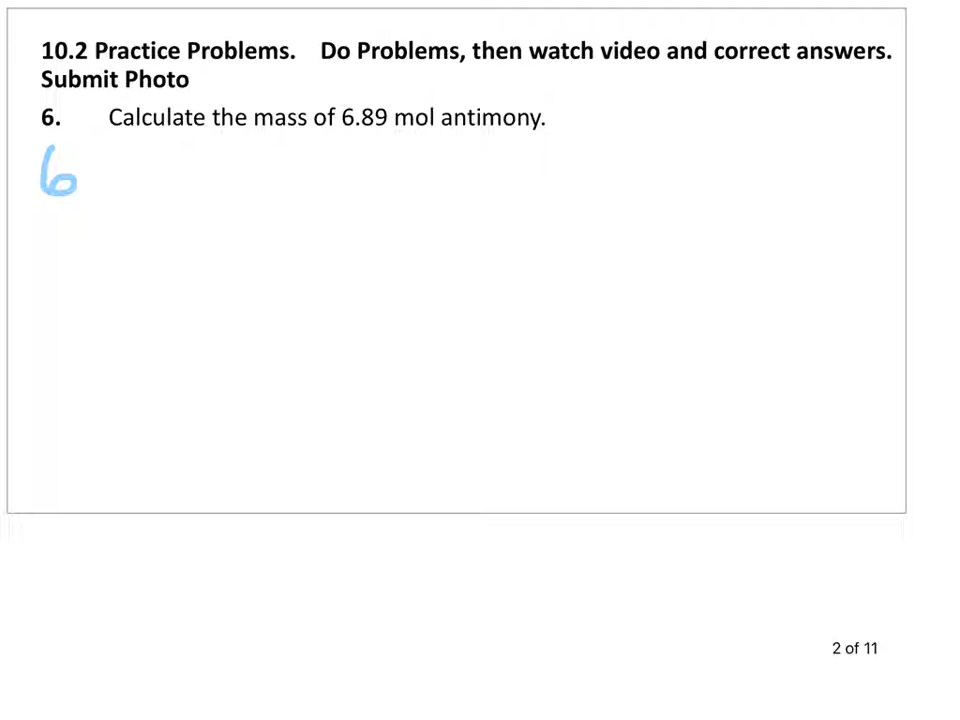 10.2 Practice Problems. Do Problems, then watch video and correct answers.
Submit Photo
6. Calculate the mass of 6.89 mol antimony.
6
2 of 11